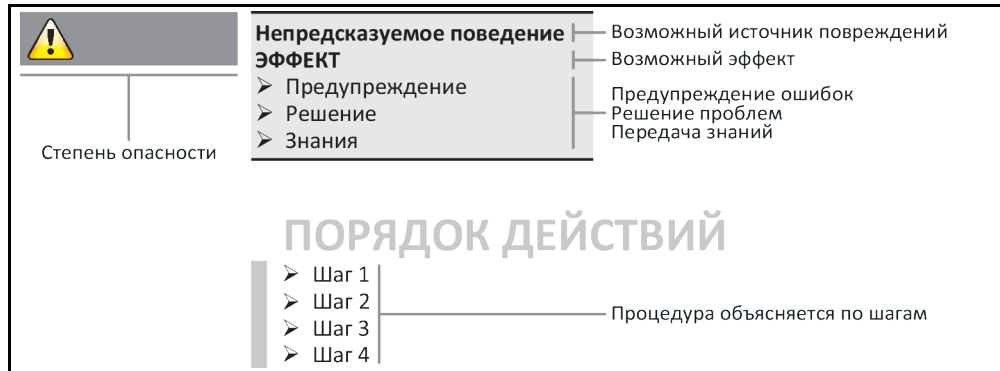 Непредсказуемое поведение
Возможный источник повреждений
ЭФФЕКТ
Возможный эффект
Предупреждение
Решение
Знания
Предупреждение ошибок
Решение проблем
Передача знаний
Степень опасности
ПОРЯДОК ДЕЙСТВИЙ
Шаг 1
Шаг 2
Шаг 3
Шаг 4
Процедура объясняется по шагам